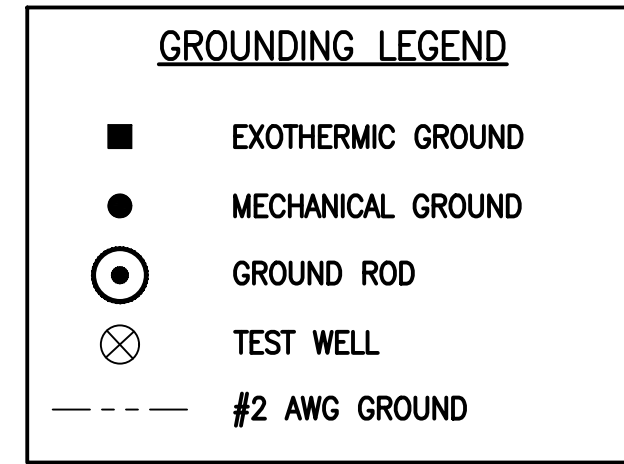 GROUNDING LEGEND
EXOTHERMIC GROUND
MECHANICAL GROUND
GROUND ROD
TEST WELL
#2 AWG GROUND